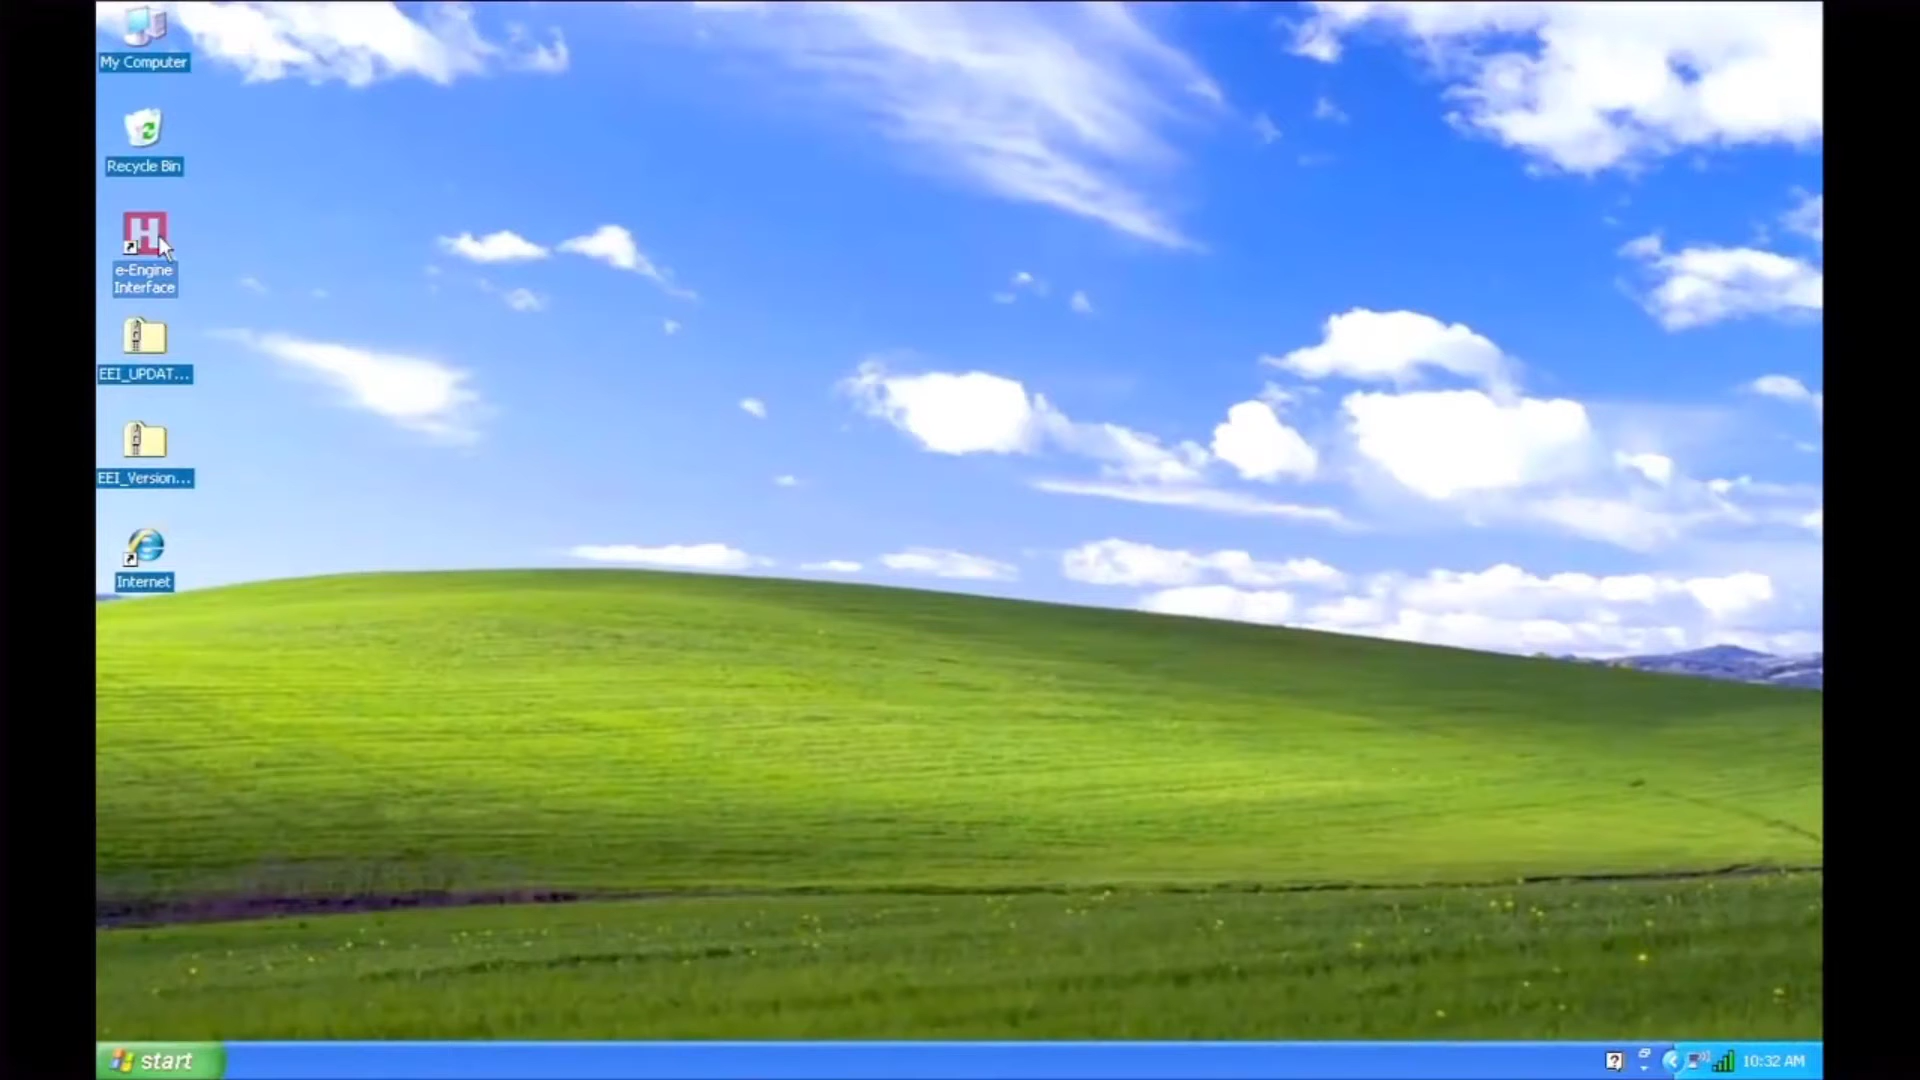 My Computer
Recycle Bin
H
e-Engine
Interface
EEI_UPDAT...
EEI_Version...
Internet
start
?
10:32 AM